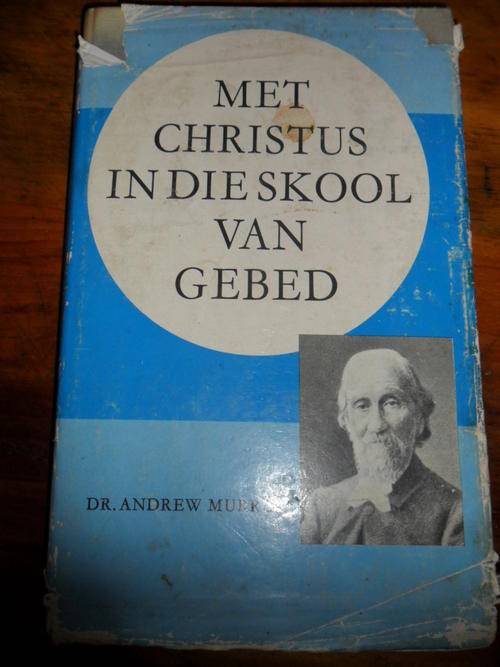 MET
CHRISTUS
IN DIE SKOOL
VAN
GEBED
DR. ANDREW